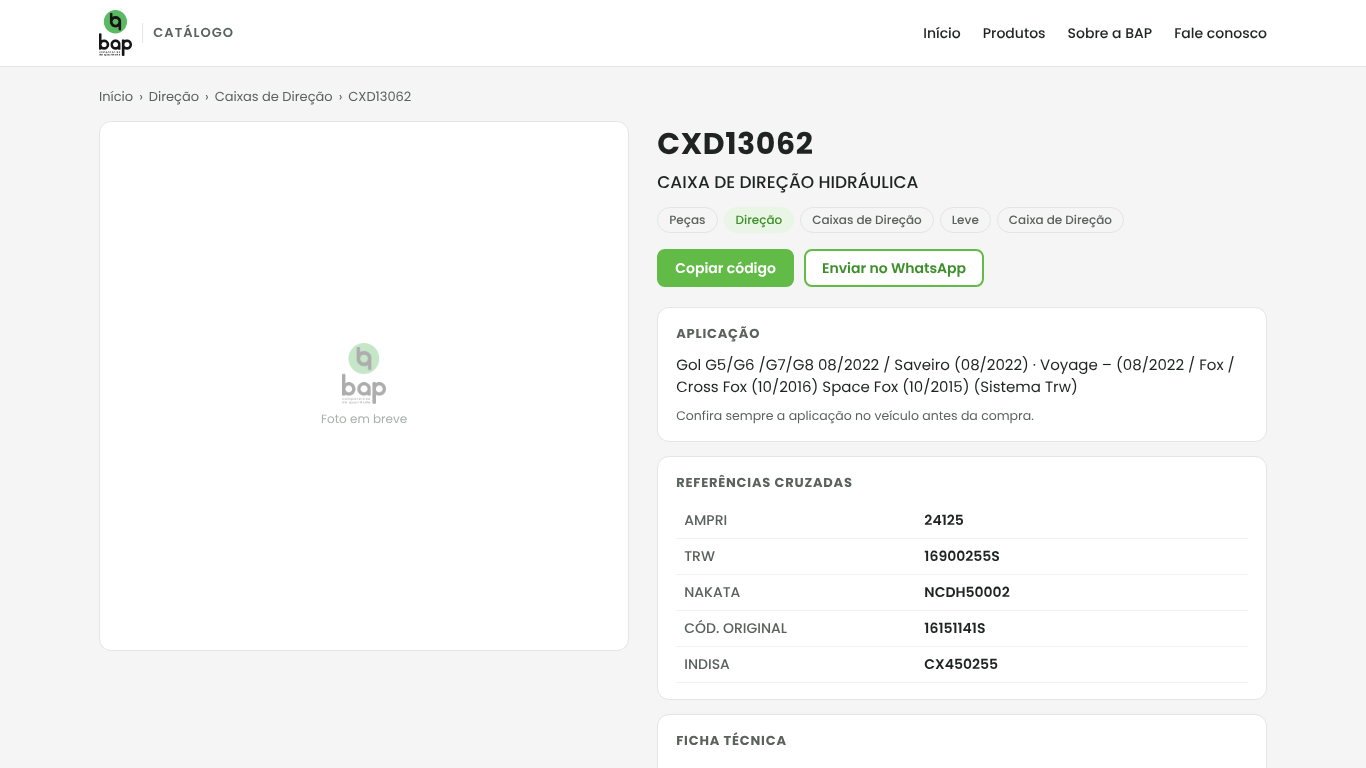 bap
CATÁLOGO
Início
Produtos
Sobre a BAP
Fale conosco
Início › Direção › Caixas de Direção › CXD13062
bap
Foto em breve
CXD13062
CAIXA DE DIREÇÃO HIDRÁULICA
Peças
Direção
Caixas de Direção
Leve
Caixa de Direção
Copiar código
Enviar no WhatsApp
APLICAÇÃO
Gol G5/G6 /G7/G8 08/2022 / Saveiro (08/2022) · Voyage – (08/2022 / Fox /
Cross Fox (10/2016) Space Fox (10/2015) (Sistema Trw)
Confira sempre a aplicação no veículo antes da compra.
REFERÊNCIAS CRUZADAS
AMPRI 24125
TRW 16900255S
NAKATA NCDH50002
CÓD. ORIGINAL 16151141S
INDISA CX450255
FICHA TÉCNICA